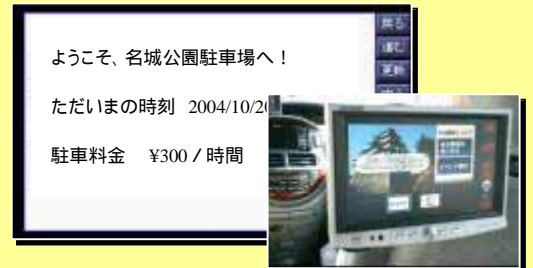 ようこそ、名城公園駐車場へ！
ただいまの時刻 2004/10/20
駐車料金 ¥300 / 時間
戻る
進む
更新